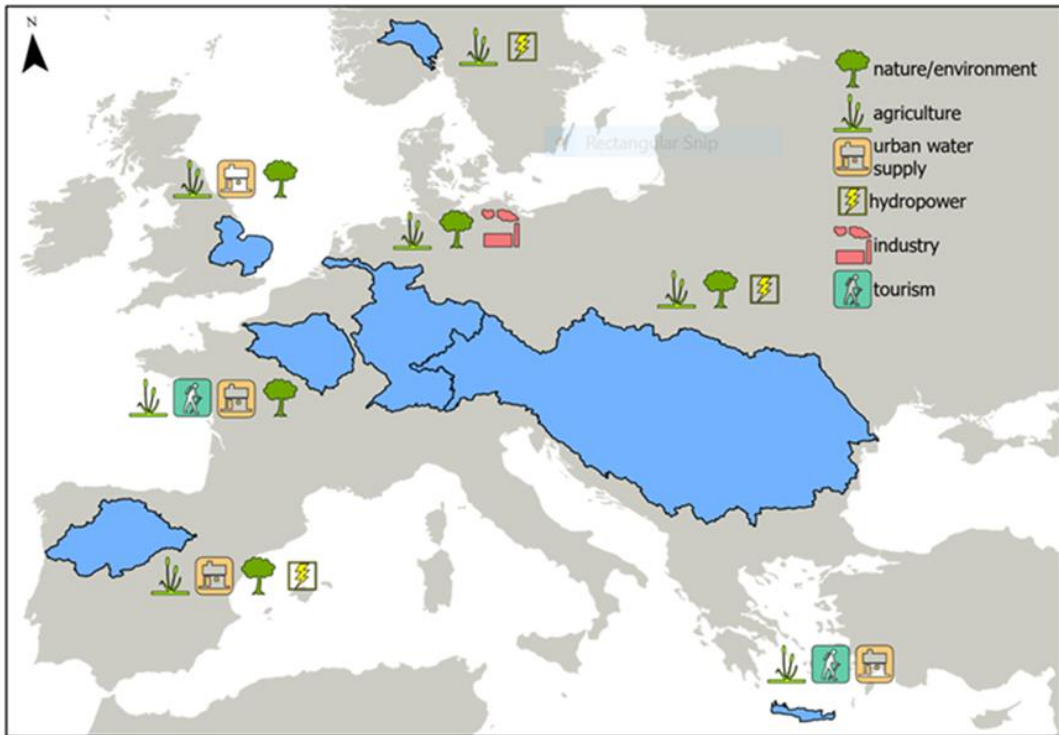 N
Rectangular Snip
nature/environment
agriculture
urban water
supply
hydropower
industry
tourism